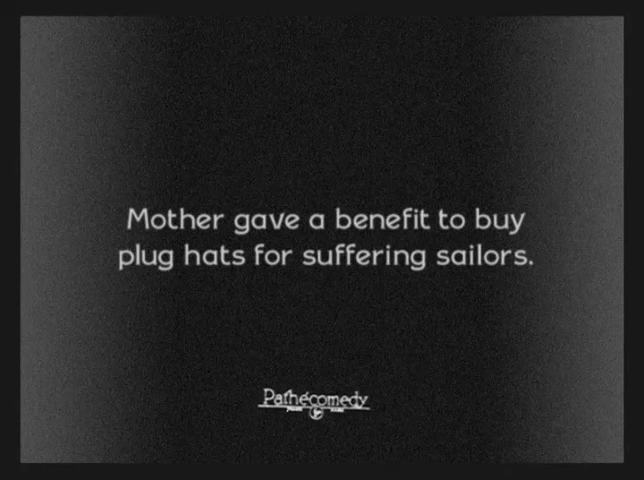 Mother gave a benefit to buy
plug hats for suffering sailors.
Pathécomedy